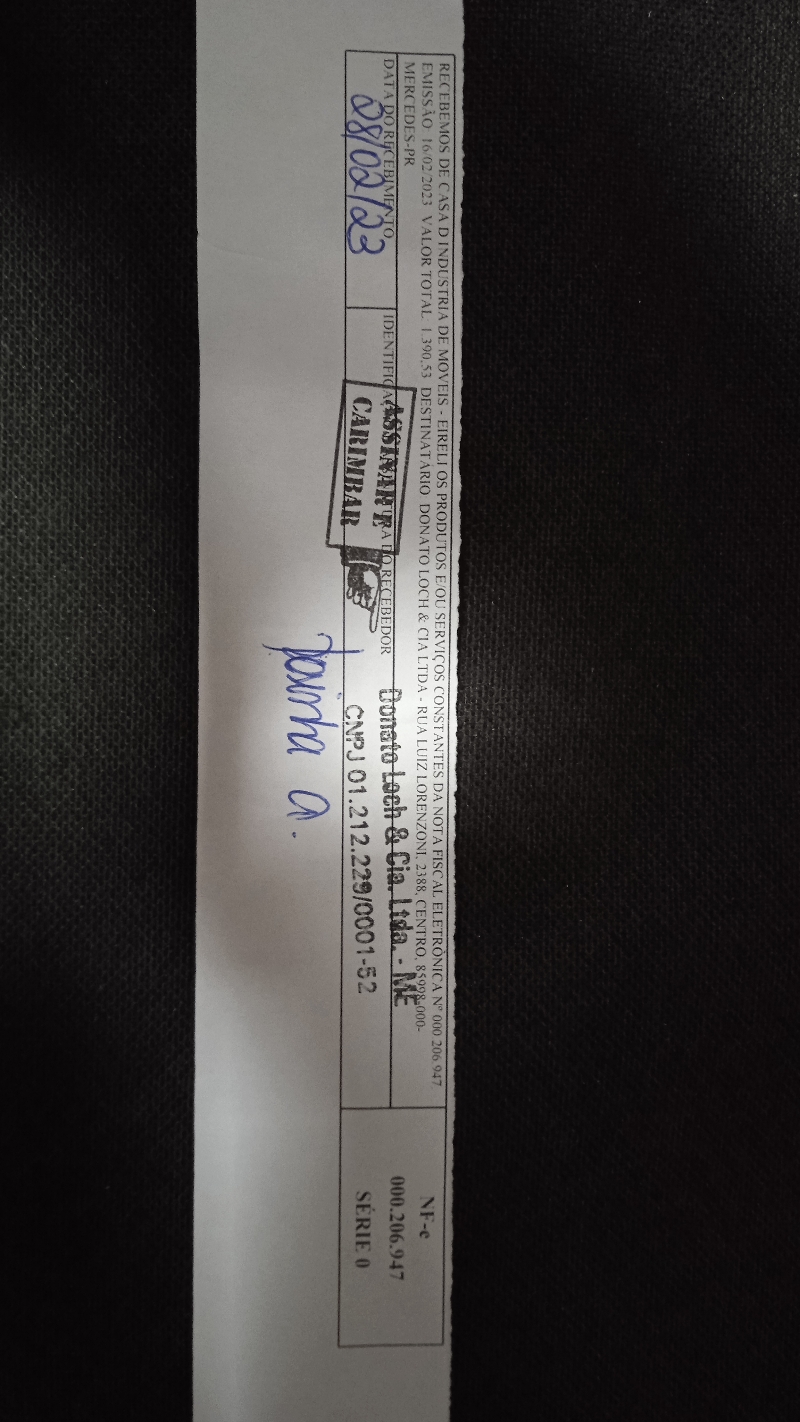 RECEBEMOS DE CASA D INDUSTRIA DE MOVEIS - EIRELI OS PRODUTOS E/OU SERVIÇOS CONSTANTES DA NOTA FISCAL ELETRÔNICA Nº 000.206.947
EMISSÃO 16/02/2023 VALOR TOTAL 1.390,53 DESTINATÁRIO DONATO LOCH & CIA LTDA - RUA LUIZ LORENZONI, 2388, CENTRO, 85998-000-
MERCEDES-PR
DATA DO RECEBIMENTO
28/02/23
DO RECEBEDOR
ASSINAR E
CARIMBAR
Donato Loch & Cia. Ltda. - ME
CNPJ 01.212.229/0001-52
NF-e
000.206.947
SÉRIE 0